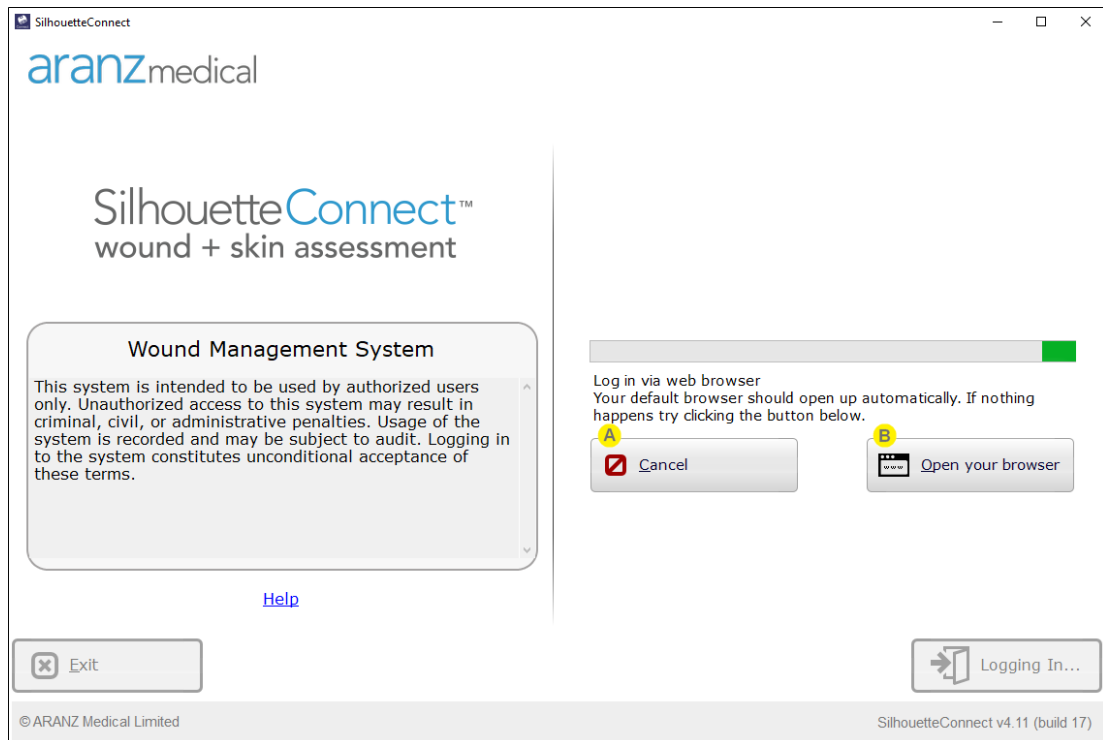 SilhouetteConnect
aranzmedical
SilhouetteConnect™
wound + skin assessment
Wound Management System
This system is intended to be used by authorized users
only. Unauthorized access to this system may result in
criminal, civil, or administrative penalties. Usage of the
system is recorded and may be subject to audit. Logging in
to the system constitutes unconditional acceptance of
these terms.
Help
Log in via web browser
Your default browser should open up automatically. If nothing
happens try clicking the button below.
A
Cancel
B
www
Open your browser
Exit
Logging In...
© ARANZ Medical Limited
SilhouetteConnect v4.11 (build 17)